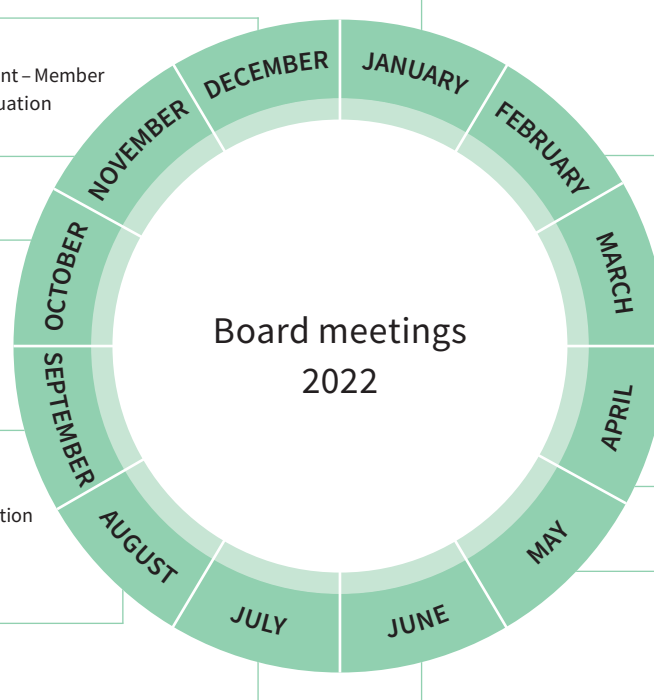 nt – Member
uation
tion
JANUARY
FEBRUARY
MARCH
APRIL
MAY
JUNE
JULY
AUGUST
SEPTEMBER
OCTOBER
NOVEMBER
DECEMBER
Board meetings
2022